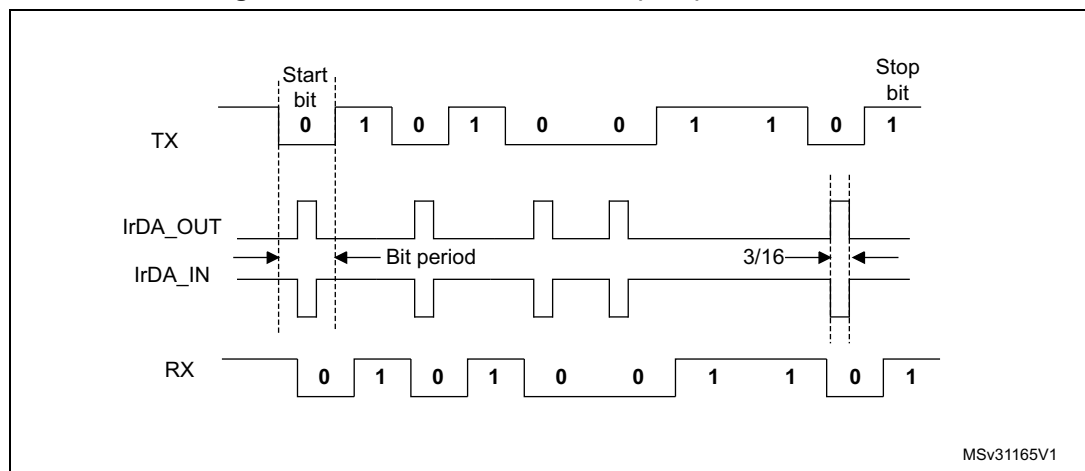 Start
bit
Stop
bit
TX
0 1 0 1 0 0 1 1 0 1
IrDA_OUT
Bit period
3/16
IrDA_IN
RX
0 1 0 1 0 0 1 1 0 1
MSv31165V1